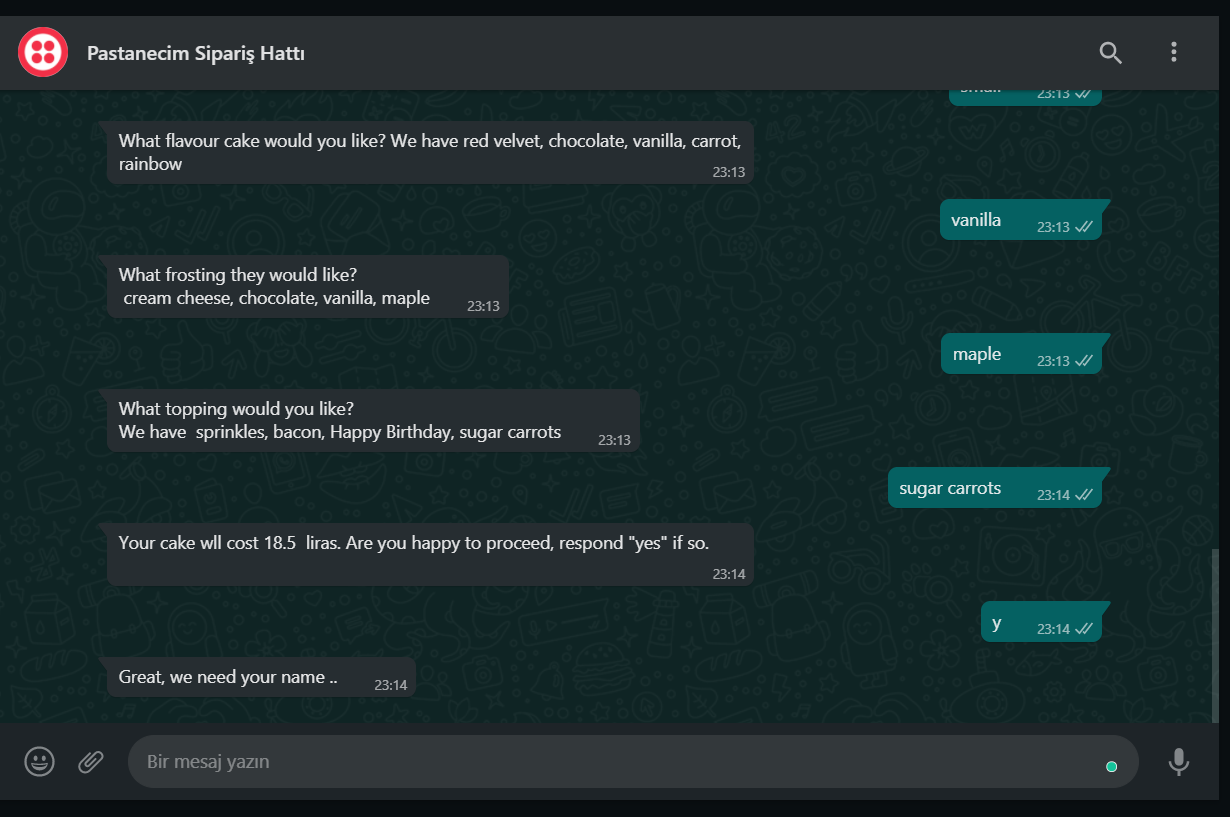 Pastanecim Sipariş Hattı
23:13
What flavour cake would you like? We have red velvet, chocolate, vanilla, carrot,
rainbow
23:13
vanilla 23:13
What frosting they would like?
cream cheese, chocolate, vanilla, maple 23:13
maple 23:13
What topping would you like?
We have sprinkles, bacon, Happy Birthday, sugar carrots 23:13
sugar carrots 23:14
Your cake wll cost 18.5 liras. Are you happy to proceed, respond "yes" if so.
23:14
y 23:14
Great, we need your name .. 23:14
Bir mesaj yazın